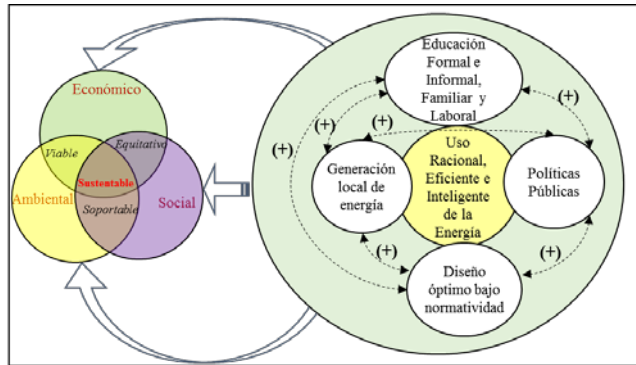 Económico
Viable
Equitativo
Sustentable
Ambiental
Soportable
Social
Educación
Formal e
Informal,
Familiar y
Laboral
(+)
(+)
(+)
(+)
(+)
Generación
local de
energía
Uso
Racional,
Eficiente e
Inteligente
de la
Energía
Políticas
Públicas
(+)
(+)
Diseño
óptimo bajo
normatividad